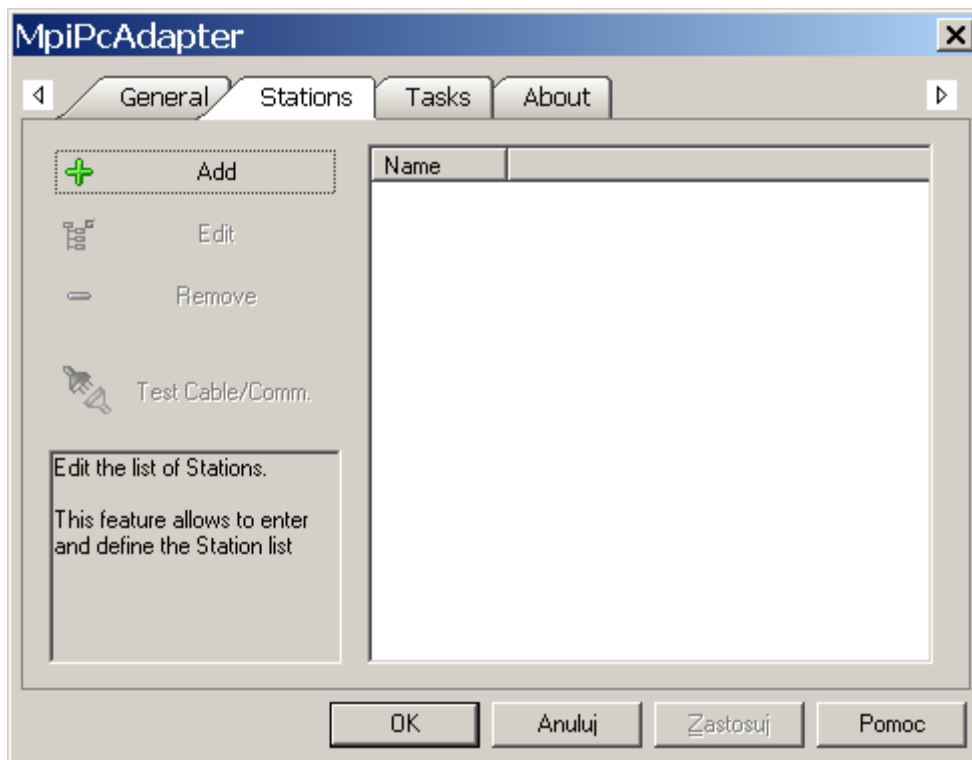 MpiPcAdapter
General Stations Tasks About
Add
Edit
Remove
Test Cable/Comm.
Edit the list of Stations.
This feature allows to enter
and define the Station list
Name
OK Anuluj Zastosuj Pomoc